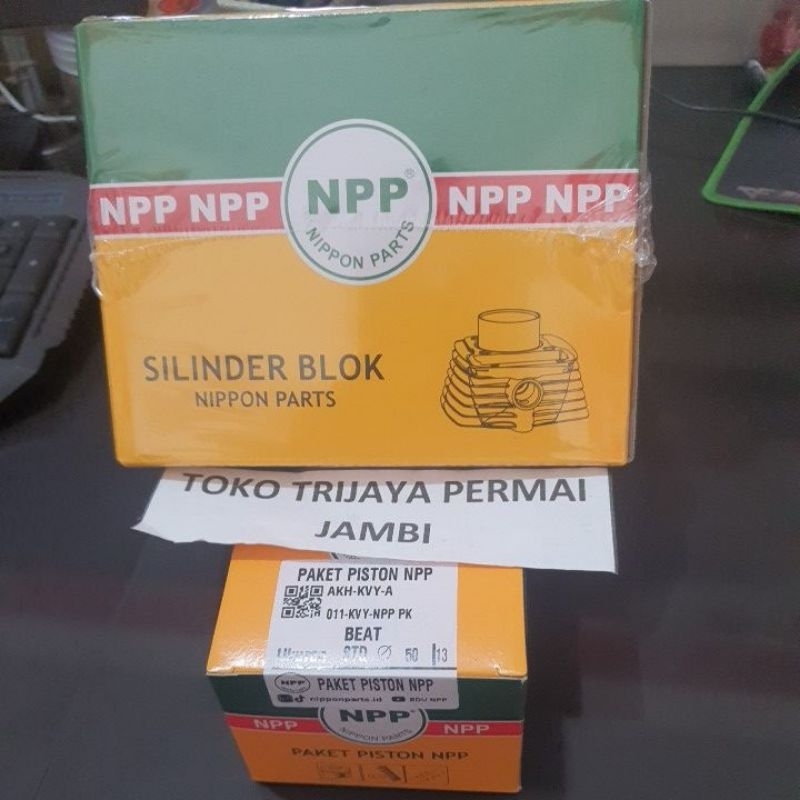 NPP NPP NPP® NPP NPP
NIPPON PARTS
SILINDER BLOK
NIPPON PARTS
TOKO TRIJAYA PERMAI
JAMBI
PAKET PISTON NPP
AKH-KVY-A
011-KVY-NPP PK
BEAT
STD Ø 50 13
NPP PAKET PISTON NPP
nipponparts.id BDU NPP
NPP NPP® NPP
NIPPON PARTS
PAKET PISTON NPP